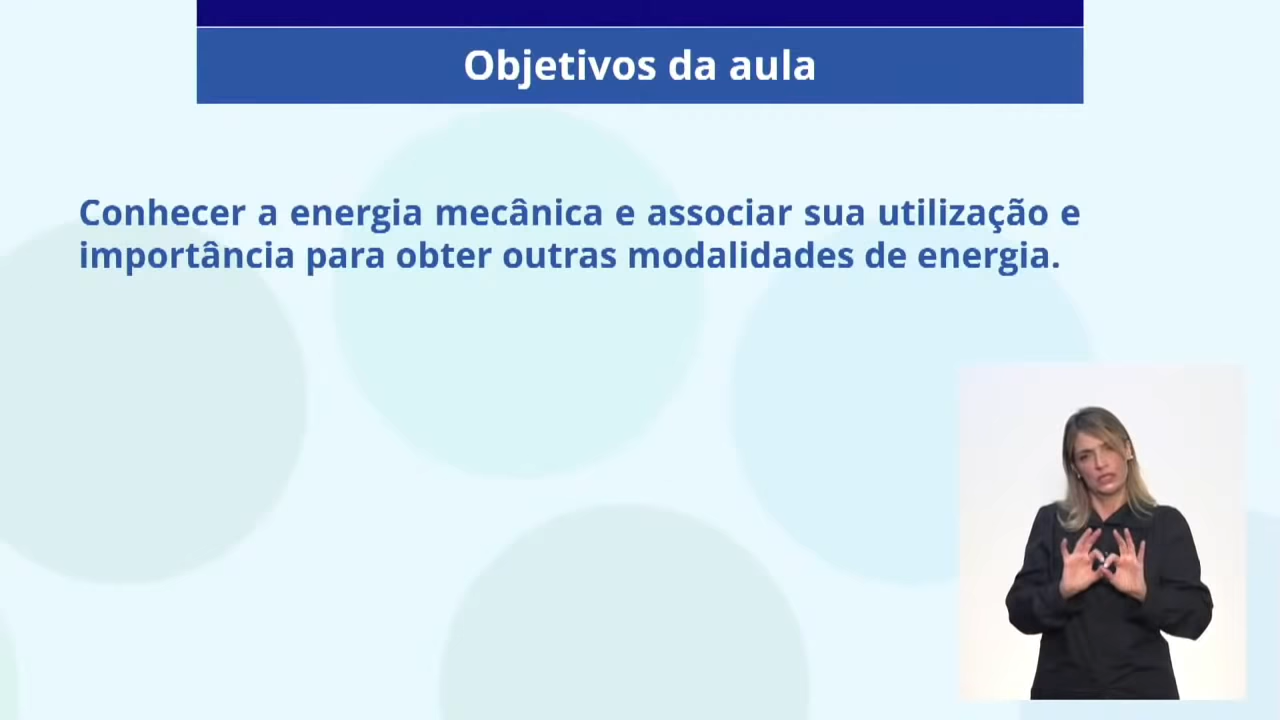 Objetivos da aula
Conhecer a energia mecânica e associar sua utilização e
importância para obter outras modalidades de energia.